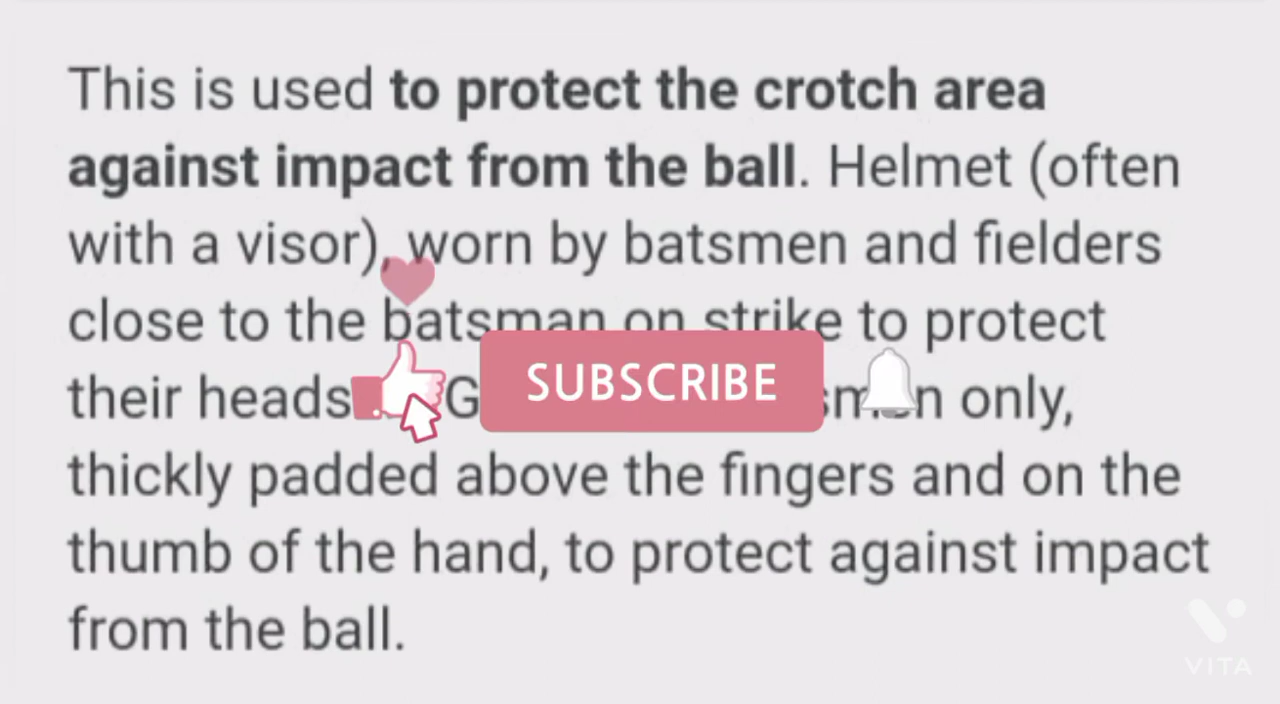 This is used to protect the crotch area
against impact from the ball. Helmet (often
with a visor), worn by batsmen and fielders
close to the batsman on strike to protect
their heads only,
SUBSCRIBE
thickly padded above the fingers and on the
thumb of the hand, to protect against impact
from the ball.
VITA